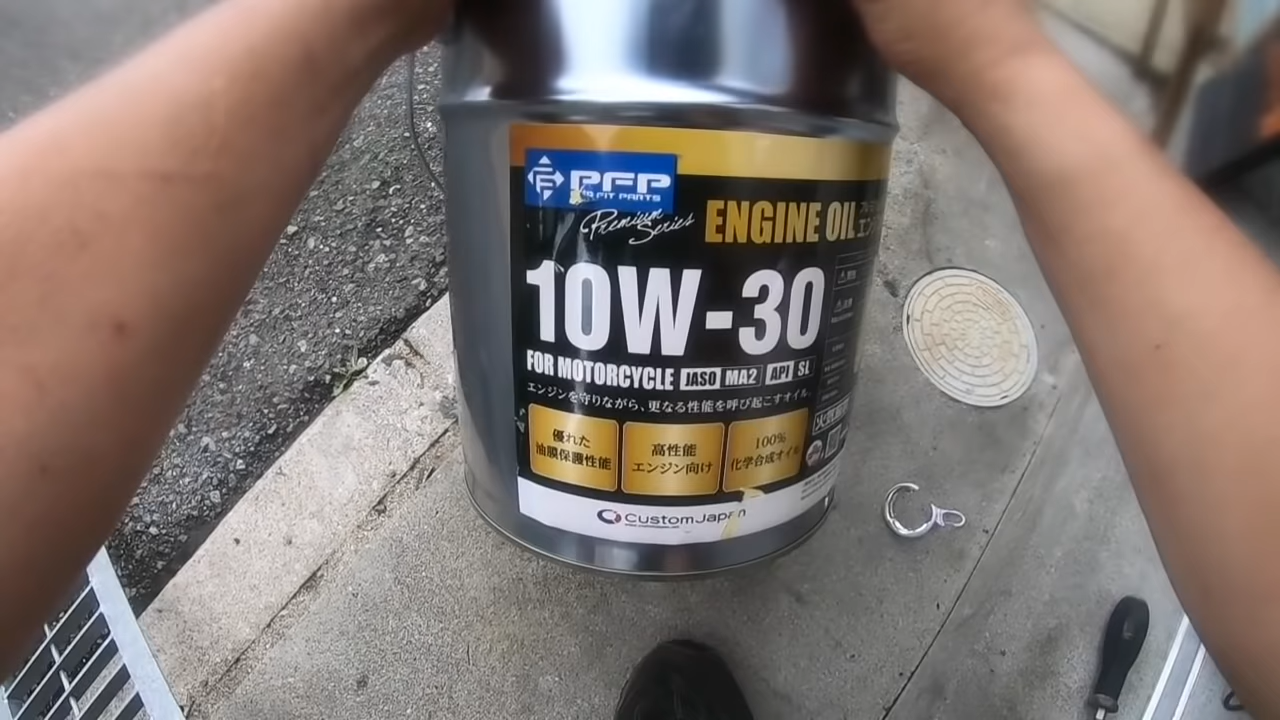 PFP
PRO FIT PARTS
Premium Series
ENGINE OIL
10W-30
FOR MOTORCYCLE JASO MA2 API SL
エンジンを守りながら、更なる性能を呼び起こすオイル。
優れた
油膜保護性能
高性能
エンジン向け
100%
化学合成オイル
CustomJapan